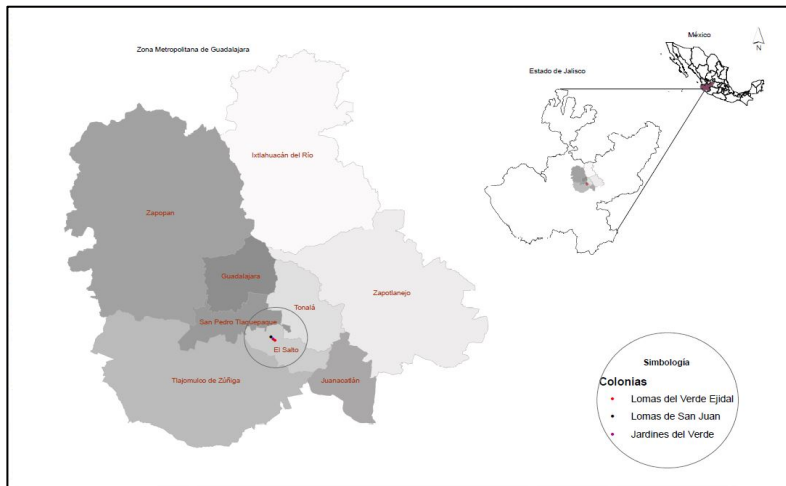 Zona Metropolitana de Guadalajara
México
N
Estado de Jalisco
Ixtlahuacán del Río
Zapopan
Guadalajara
Zapotlanejo
Tonalá
San Pedro Tlaquepaque
El Salto
Tlajomulco de Zúñiga
Juanacatlán
Simbología
Colonias
Lomas del Verde Ejidal
Lomas de San Juan
Jardines del Verde